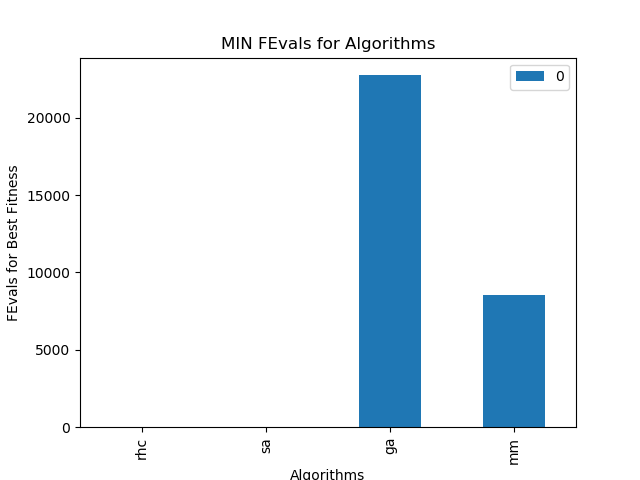 MIN FEvals for Algorithms
0
FEvals for Best Fitness
20000
15000
10000
5000
0
rhc
sa
ga
mm
Algorithms